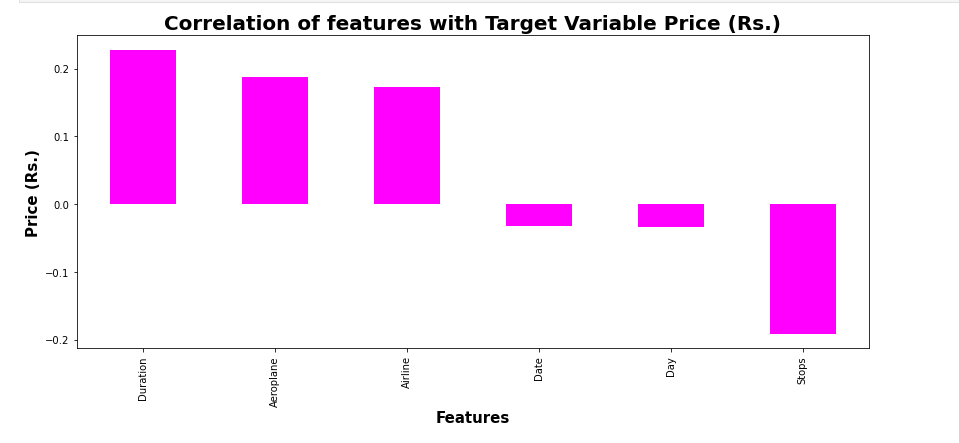 Correlation of features with Target Variable Price (Rs.)
Price (Rs.)
0.2
0.1
0.0
−0.1
−0.2
Duration
Aeroplane
Airline
Date
Day
Stops
Features